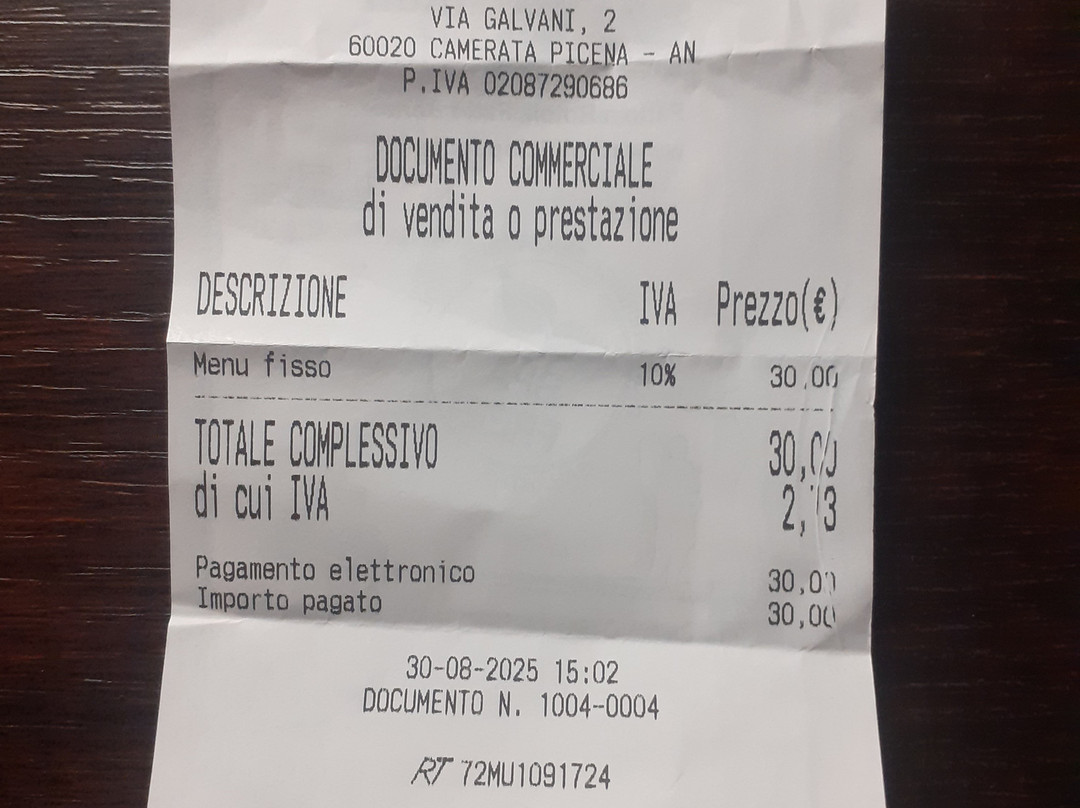 VIA GALVANI, 2
60020 CAMERATA PICENA - AN
P.IVA 02087290686
DOCUMENTO COMMERCIALE
di vendita o prestazione
DESCRIZIONE IVA Prezzo(€)
Menu fisso 10% 30,00
TOTALE COMPLESSIVO 30,00
di cui IVA 2,73
Pagamento elettronico 30,00
Importo pagato 30,00
30-08-2025 15:02
DOCUMENTO N. 1004-0004
RT 72MU1091724